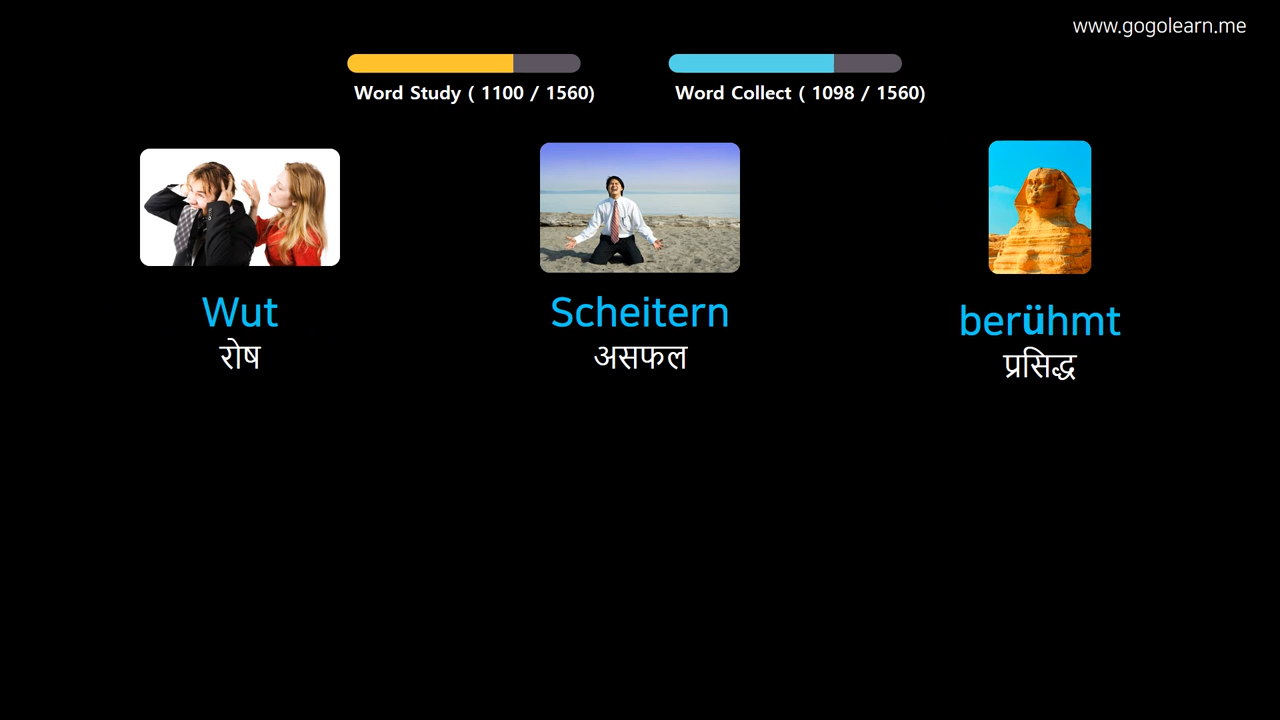 www.gogolearn.me
Word Study ( 1100 / 1560)
Word Collect ( 1098 / 1560)
Wut
रोष
Scheitern
असफल
berühmt
प्रसिद्ध